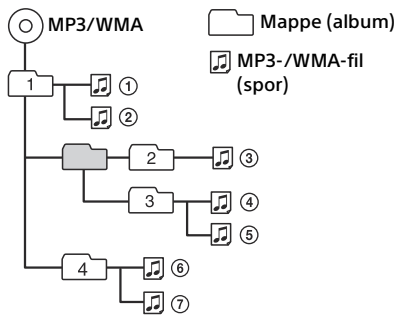 MP3/WMA
Mappe (album)
MP3-/WMA-fil
(spor)
1
①
②
2
③
3
④
⑤
4
⑥
⑦